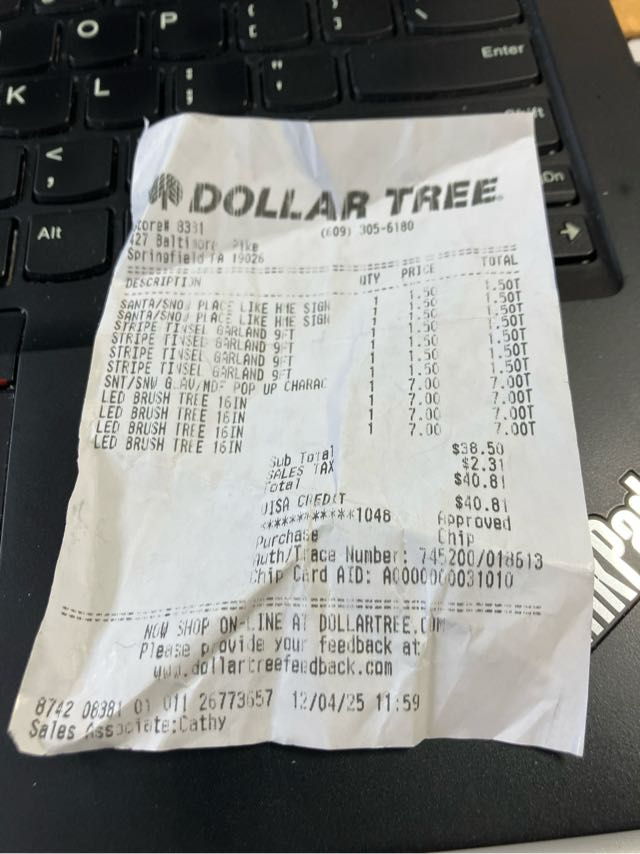 O P [ ] \
K L : ; " ' Enter
< , Alt Shift
DOLLAR TREE
Store# 8381 (609) 305-6180
427 Baltimore Pike
Springfield PA 19026
DESCRIPTION QTY PRICE TOTAL
SANTA/SNOW PLACE LIKE HME SIGN 1 1.50 1.50T
SANTA/SNOW PLACE LIKE HME SIGN 1 1.50 1.50T
STRIPE TINSEL GARLAND 9FT 1 1.50 1.50T
STRIPE TINSEL GARLAND 9FT 1 1.50 1.50T
STRIPE TINSEL GARLAND 9FT 1 1.50 1.50T
STRIPE TINSEL GARLAND 9FT 1 1.50 1.50T
SNT/SNW POP UP CHARAC 1 1.50 1.50T
LED BRUSH TREE 16IN 1 7.00 7.00T
LED BRUSH TREE 16IN 1 7.00 7.00T
LED BRUSH TREE 16IN 1 7.00 7.00T
LED BRUSH TREE 16IN 1 7.00 7.00T
Sub Total $38.50
SALES TAX $2.31
Total $40.81
VISA CREDIT $40.81
************1046 Approved
Purchase Chip
Auth/Trace Number: 745200/018613
Chip Card AID: A0000000031010
NOW SHOP ON-LINE AT DOLLARTREE.COM
Please provide your feedback at
www.dollartreefeedback.com
8742 08381 01 011 26773657 12/04/25 11:59
Sales Associate:Cathy